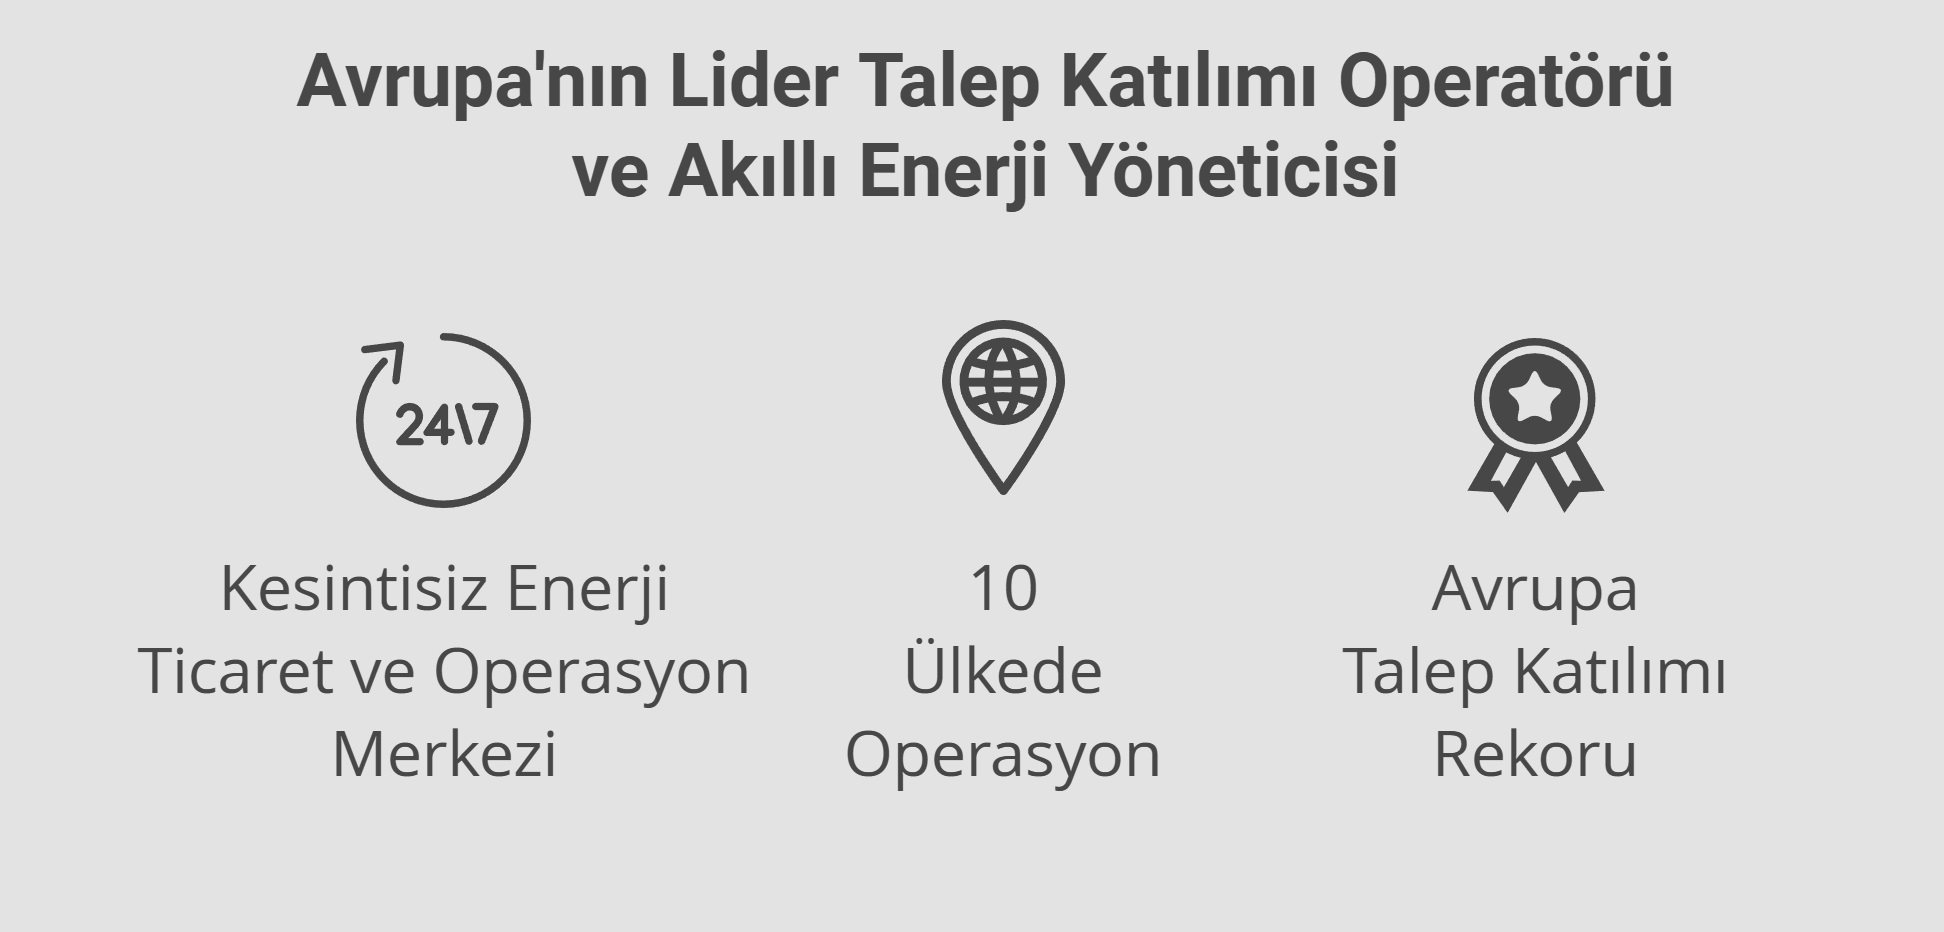 Avrupa'nın Lider Talep Katılımı Operatörü
ve Akıllı Enerji Yöneticisi
24\7
Kesintisiz Enerji
Ticaret ve Operasyon
Merkezi
10
Ülkede
Operasyon
Avrupa
Talep Katılımı
Rekoru